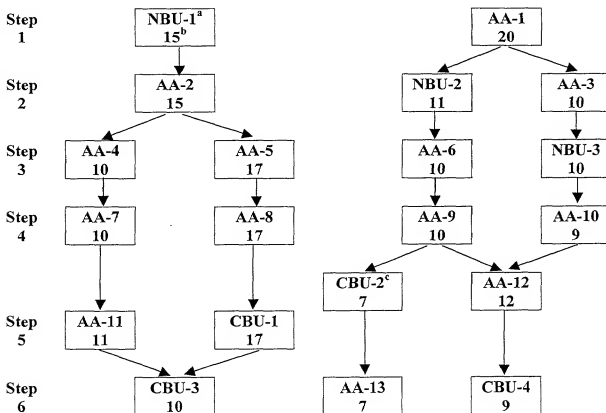 Step 1
NBU-1ᵃ
15ᵇ
AA-1
20
Step 2
AA-2
15
NBU-2
11
AA-3
10
Step 3
AA-4
10
AA-5
17
AA-6
10
NBU-3
10
Step 4
AA-7
10
AA-8
17
AA-9
10
AA-10
9
CBU-2ᶜ
7
AA-12
12
Step 5
AA-11
11
CBU-1
17
Step 6
CBU-3
10
AA-13
7
CBU-4
9